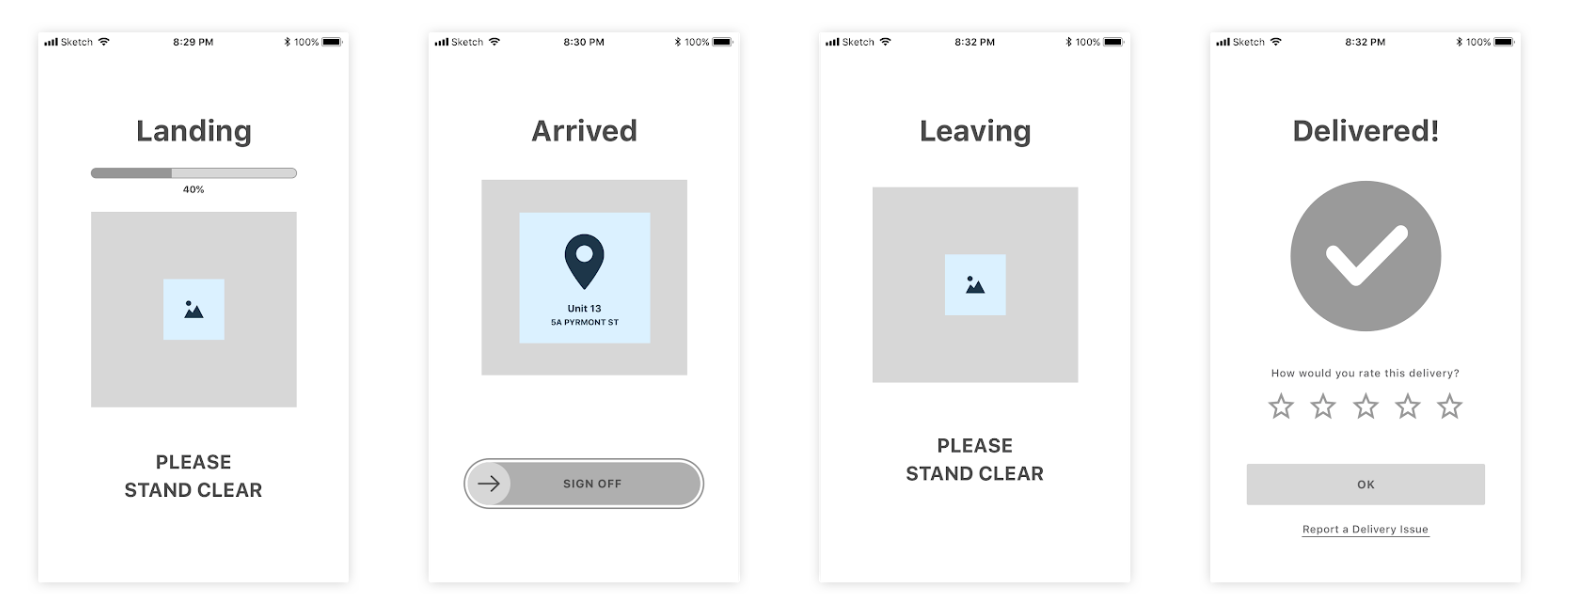 Sketch 8:29 PM 100%
Landing
40%
PLEASE
STAND CLEAR
Sketch 8:30 PM 100%
Arrived
Unit 13
5A PYRMONT ST
SIGN OFF
Sketch 8:32 PM 100%
Leaving
PLEASE
STAND CLEAR
Sketch 8:32 PM 100%
Delivered!
How would you rate this delivery?
OK
Report a Delivery Issue